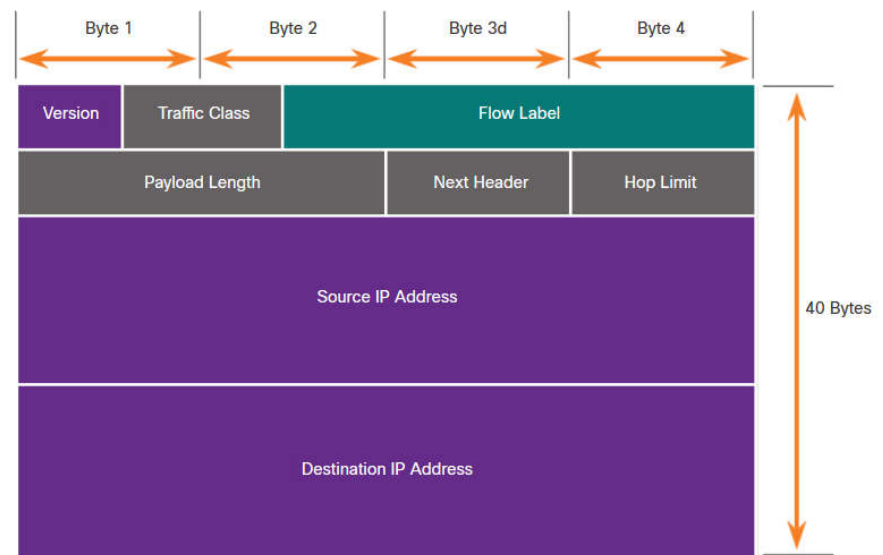 Byte 1 Byte 2 Byte 3d Byte 4
Version Traffic Class Flow Label
Payload Length Next Header Hop Limit
Source IP Address
40 Bytes
Destination IP Address